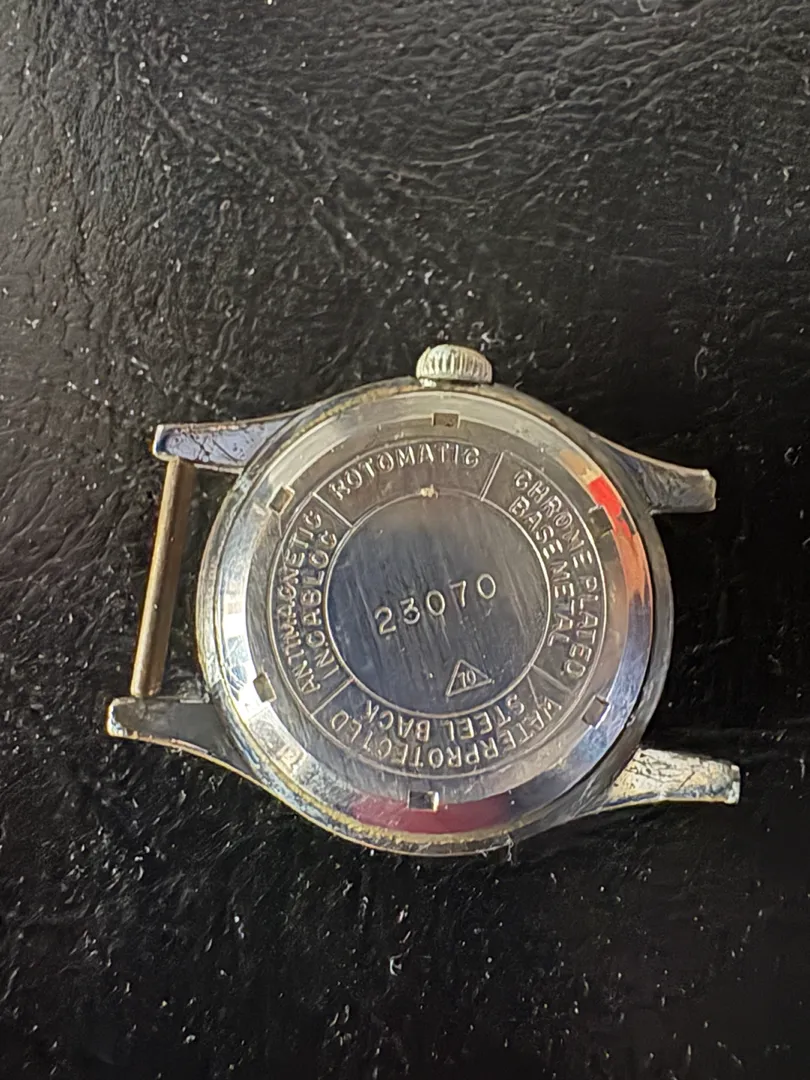 ROTOMATIC
CHROME PLATED
BASE METAL
WATERPROTECTED
STEEL BACK
ANTIMAGNETIC
INCABLOC
23070
70